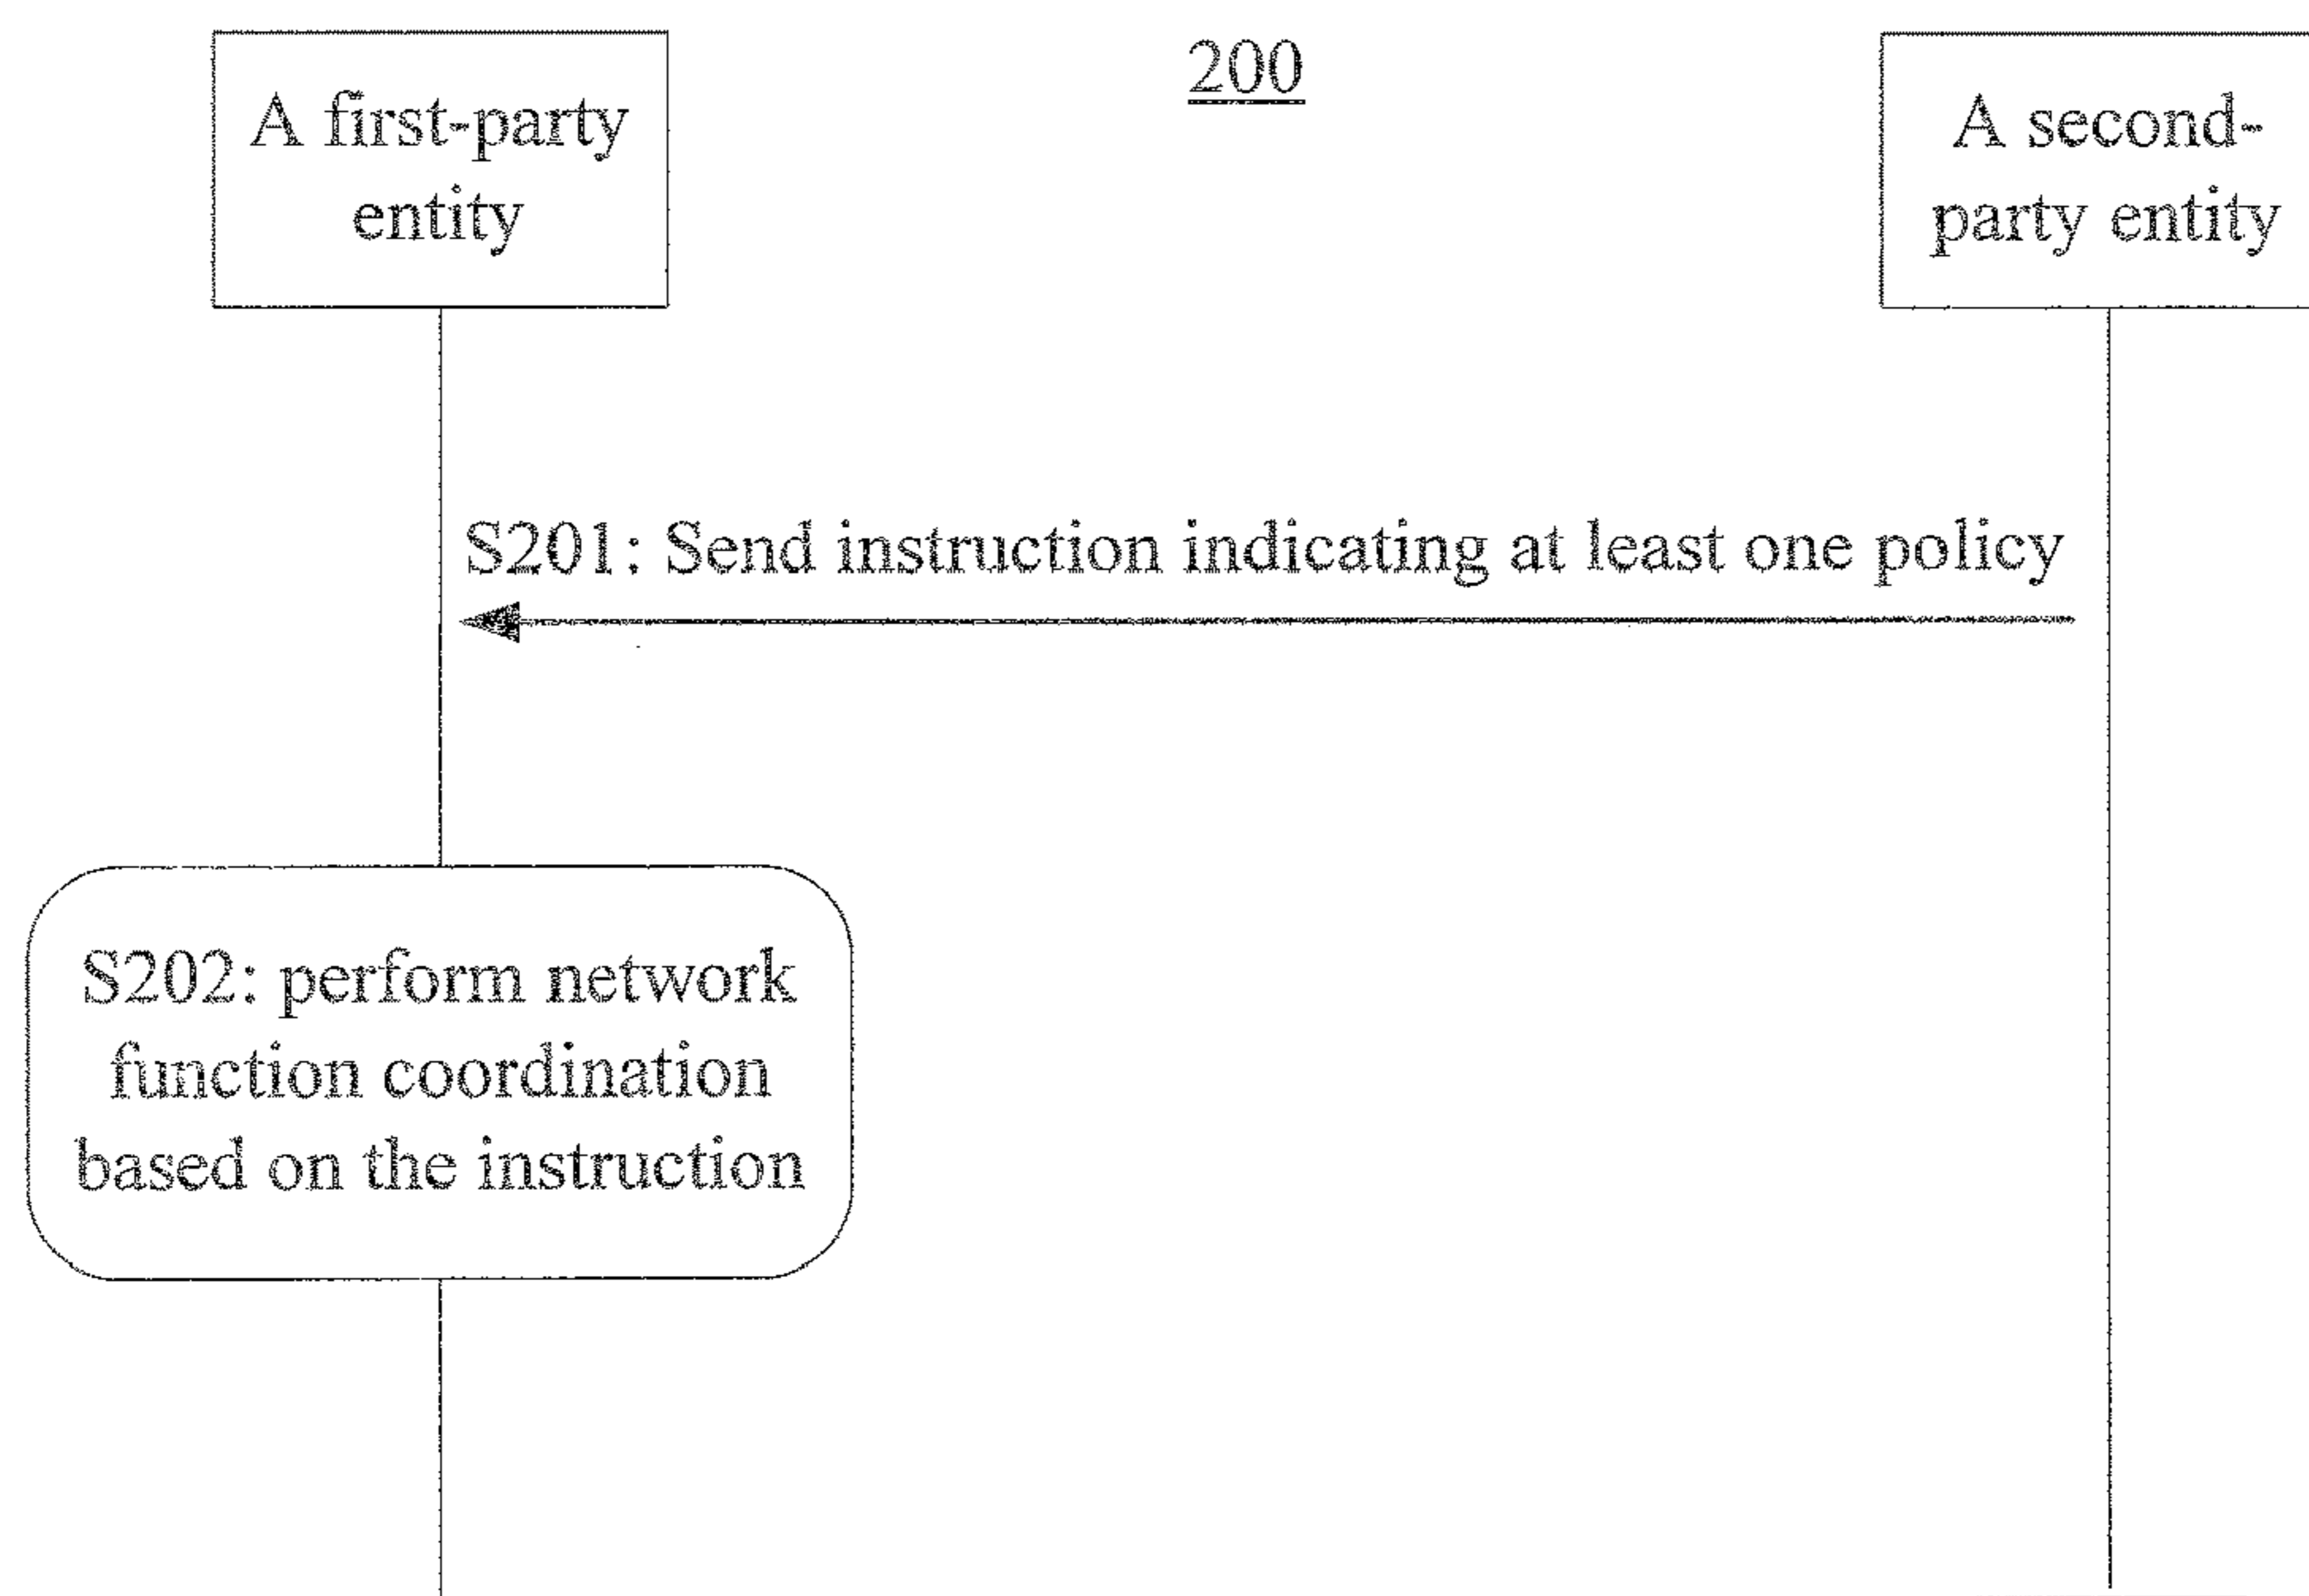 200
A first-party
entity
A second-
party entity
S201: Send instruction indicating at least one policy
S202: perform network
function coordination
based on the instruction